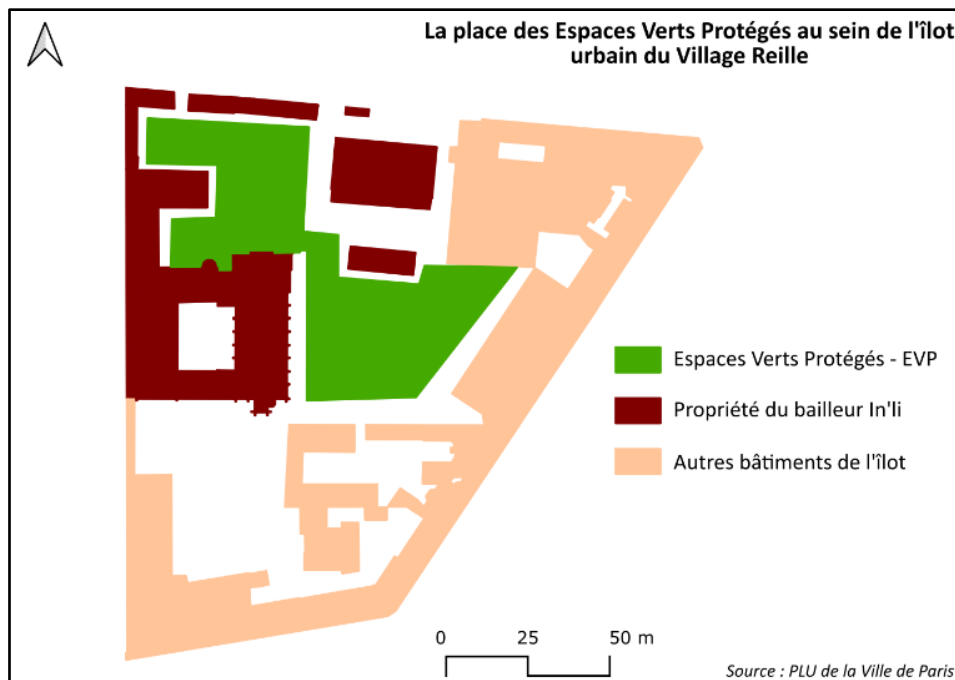 La place des Espaces Verts Protégés au sein de l'îlot
urbain du Village Reille
Espaces Verts Protégés - EVP
Propriété du bailleur In'li
Autres bâtiments de l'îlot
0 25 50 m
Source : PLU de la Ville de Paris